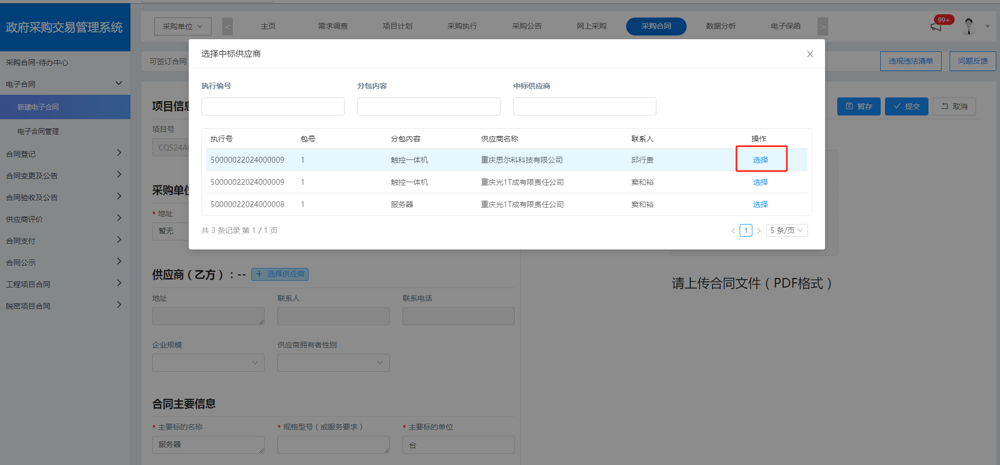 政府采购交易管理系统
采购单位
<
主页
需求调查
项目计划
采购执行
采购公告
网上采购
采购合同
数据分析
电子保函
>
99+
采购合同-待办中心
电子合同
新建电子合同
电子合同管理
合同登记
合同变更及公告
合同验收及公告
供应商评价
合同支付
合同公示
工程项目合同
脱密项目合同
可签订合同
违规违法清单
问题反馈
选择中标供应商
X
执行编号 分包内容 中标供应商
执行号 包号 分包内容 供应商名称 联系人 操作
50000022024000009 1 触控一体机 重庆思尔科科技有限公司 邱行贵 选择
50000022024000009 1 触控一体机 重庆光1T成有限责任公司 窦和裕 选择
50000022024000008 1 服务器 重庆光1T成有限责任公司 窦和裕 选择
共 3 条记录 第 1 / 1 页
< 1 > 5 条/页
项目信息
暂存 提交 取消
项目号
CQS24A
采购单位
* 地址
暂无
供应商（乙方）：-- + 选择供应商
地址 联系人 联系电话
企业规模 供应商拥有者性别
合同主要信息
* 主要标的名称 * 规格型号（或服务要求） * 主要标的单位
服务器 台
请上传合同文件（PDF格式）